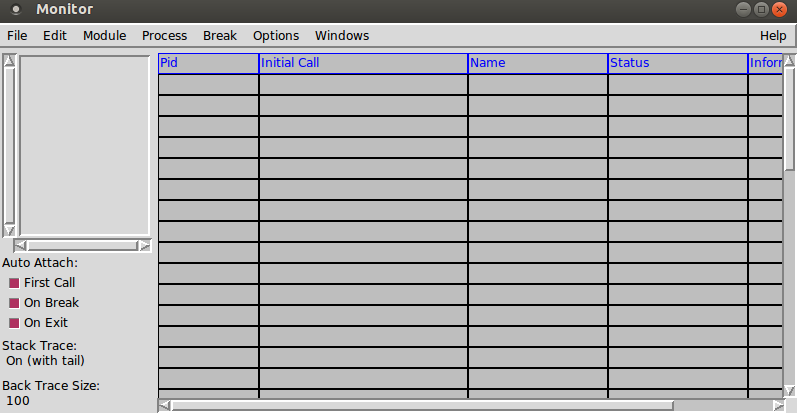 Monitor
File Edit Module Process Break Options Windows Help
Pid Initial Call Name Status
Auto Attach:
First Call
On Break
On Exit
Stack Trace:
On (with tail)
Back Trace Size:
100